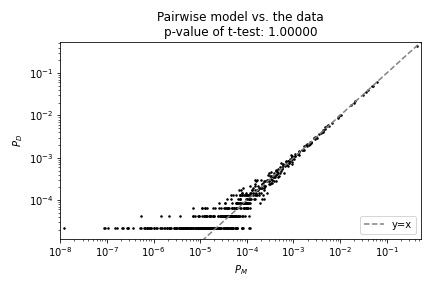 Pairwise model vs. the data
p-value of t-test: 1.00000
P_D
10^-1
10^-2
10^-3
10^-4
y=x
10^-8 10^-7 10^-6 10^-5 10^-4 10^-3 10^-2 10^-1
P_M